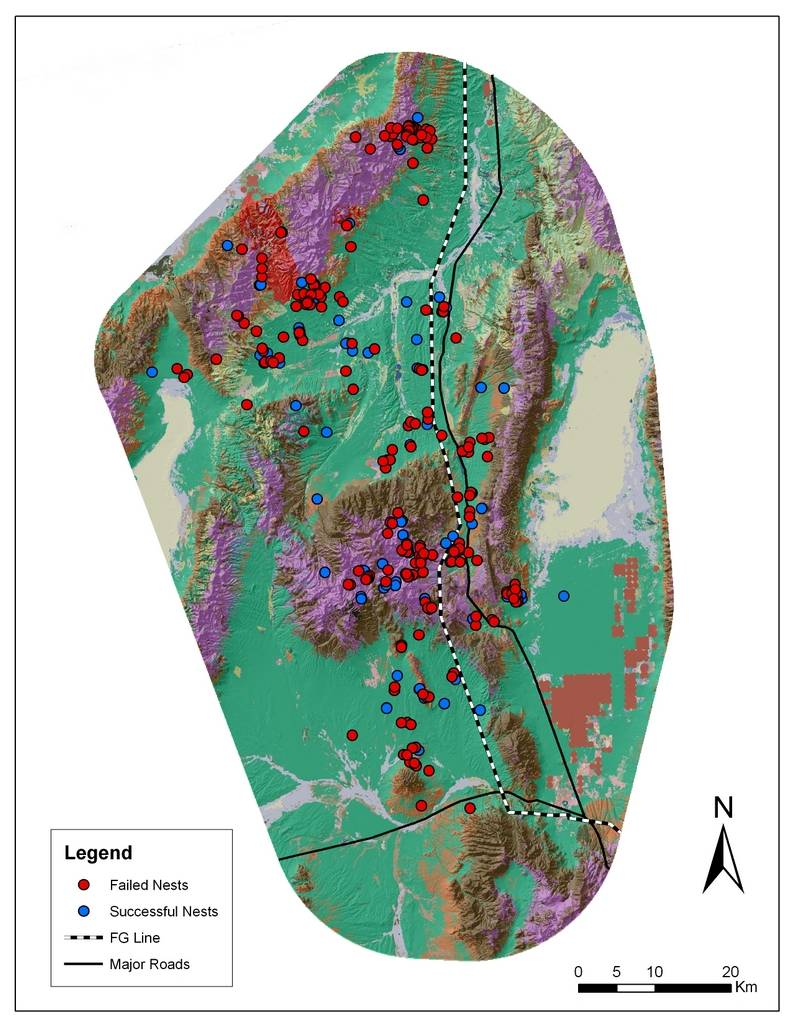 Legend
Failed Nests
Successful Nests
FG Line
Major Roads
N
0 5 10 20
Km